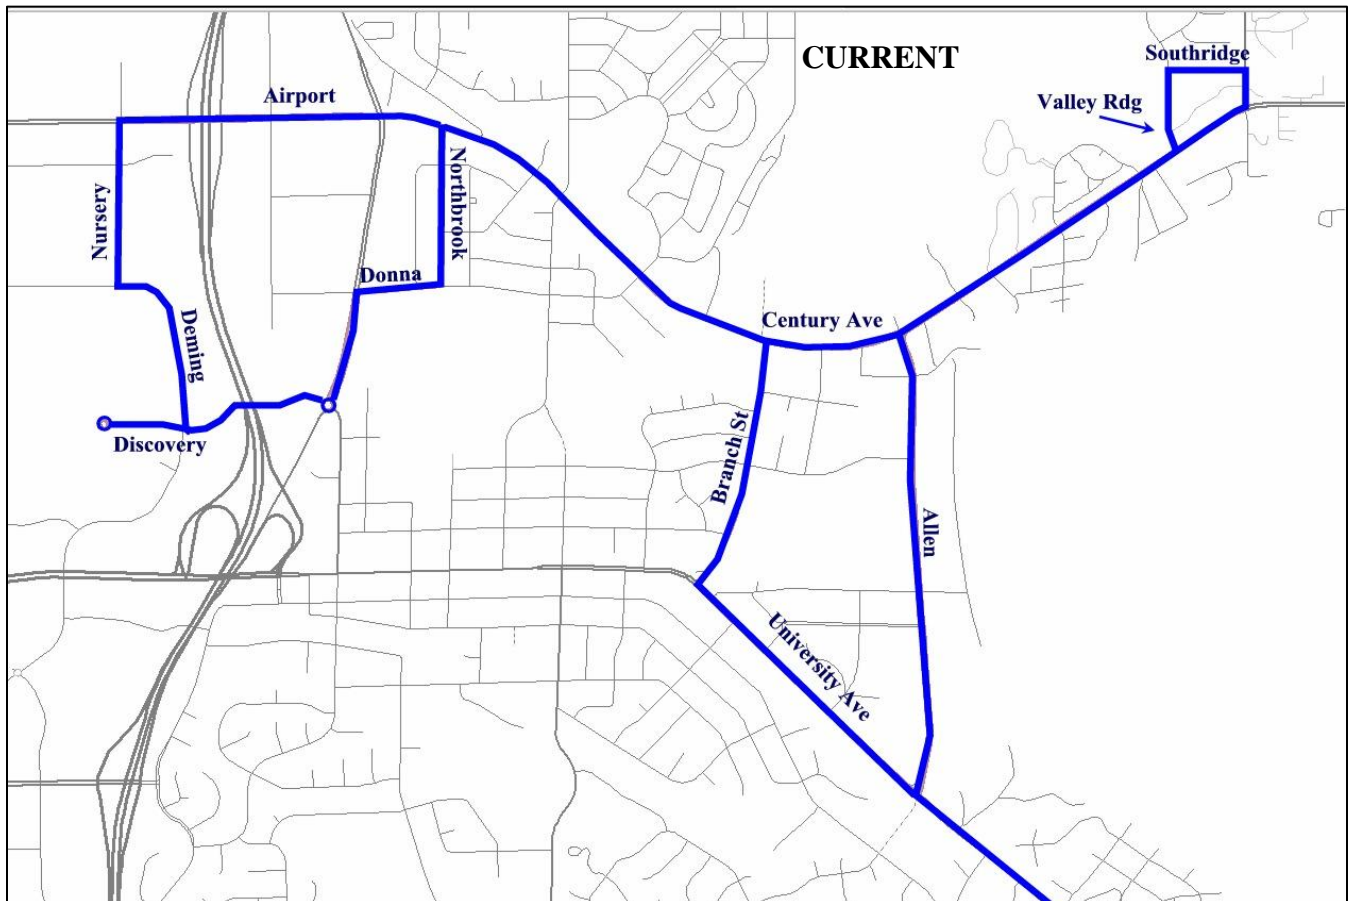 CURRENT
Southridge
Valley Rdg
Airport
Northbrook
Nursery
Donna
Deming
Century Ave
Discovery
Branch St
Allen
University Ave